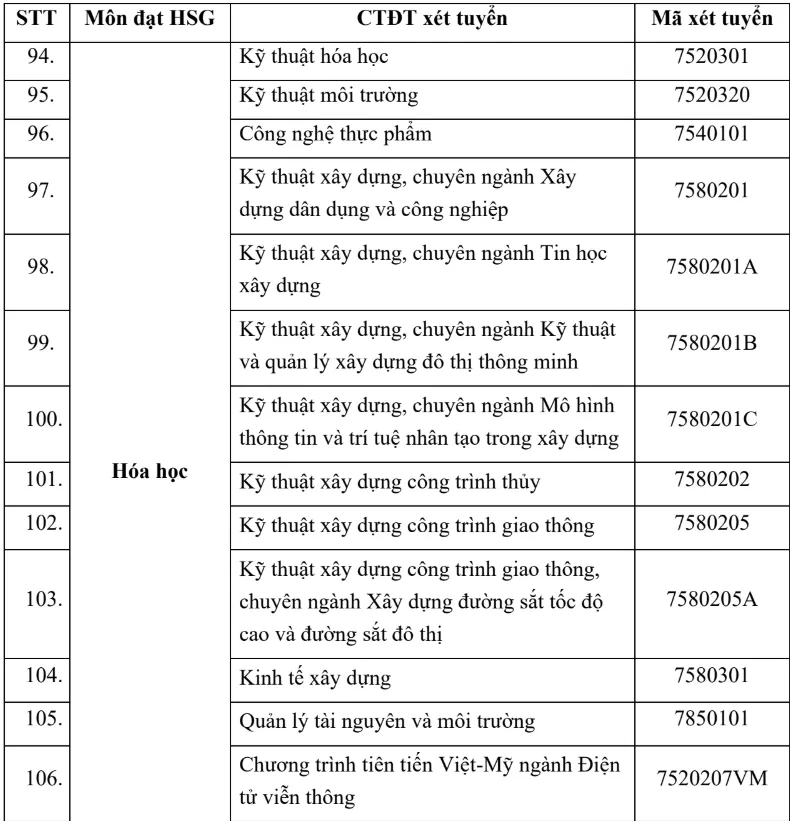 STT Môn đạt HSG CTĐT xét tuyển Mã xét tuyển
94. Kỹ thuật hóa học 7520301
95. Kỹ thuật môi trường 7520320
96. Công nghệ thực phẩm 7540101
97. Kỹ thuật xây dựng, chuyên ngành Xây
dựng dân dụng và công nghiệp 7580201
98. Kỹ thuật xây dựng, chuyên ngành Tin học
xây dựng 7580201A
99. Kỹ thuật xây dựng, chuyên ngành Kỹ thuật
và quản lý xây dựng đô thị thông minh 7580201B
100. Kỹ thuật xây dựng, chuyên ngành Mô hình
thông tin và trí tuệ nhân tạo trong xây dựng 7580201C
Hóa học
101. Kỹ thuật xây dựng công trình thủy 7580202
102. Kỹ thuật xây dựng công trình giao thông 7580205
103. Kỹ thuật xây dựng công trình giao thông,
chuyên ngành Xây dựng đường sắt tốc độ
cao và đường sắt đô thị 7580205A
104. Kinh tế xây dựng 7580301
105. Quản lý tài nguyên và môi trường 7850101
106. Chương trình tiên tiến Việt-Mỹ ngành Điện
tử viễn thông 7520207VM